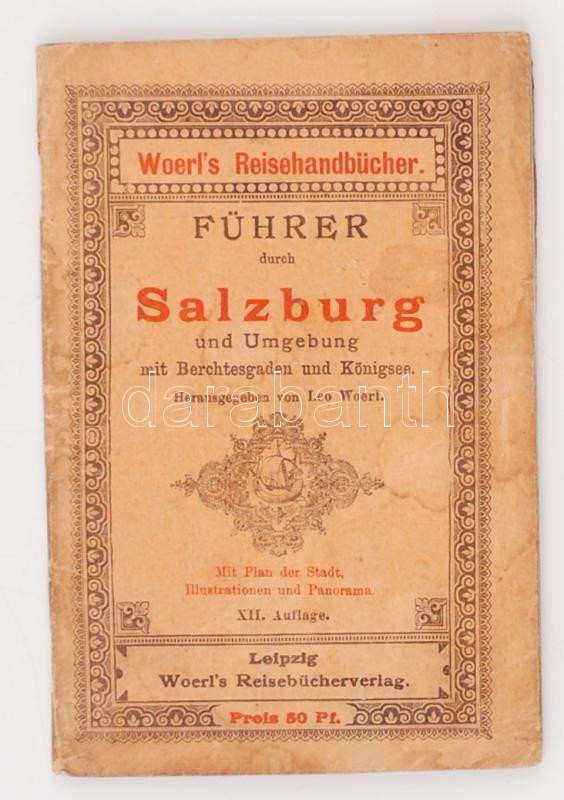 Woerl's Reisehandbücher.
FÜHRER
durch
Salzburg
und Umgebung
mit Berchtesgaden und Königsee.
darabanth
Herausgegeben von Leo Woerl.
Mit Plan der Stadt,
Illustrationen und Panorama.
XII. Auflage.
Leipzig
Woerl's Reisebücherverlag.
Preis 50 Pf.